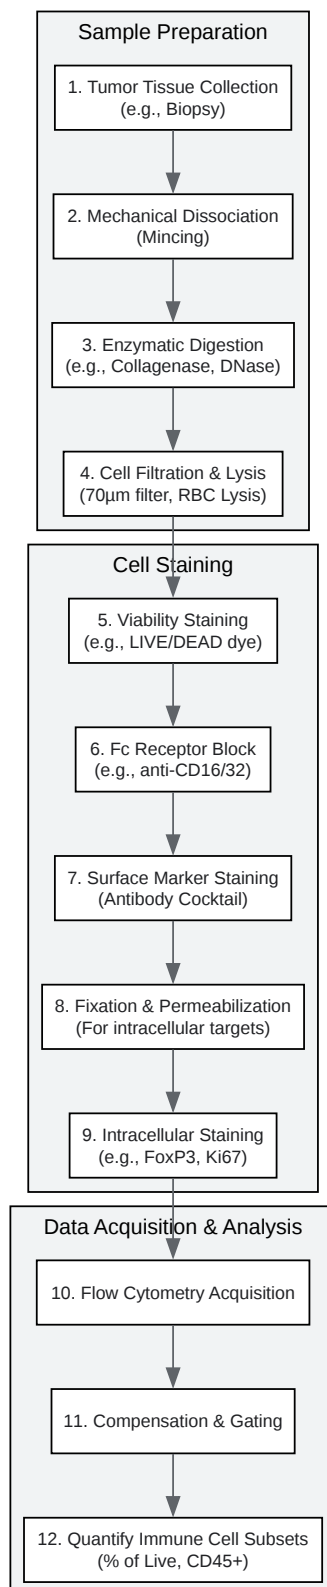 Sample Preparation
1. Tumor Tissue Collection
(e.g., Biopsy)
2. Mechanical Dissociation
(Mincing)
3. Enzymatic Digestion
(e.g., Collagenase, DNase)
4. Cell Filtration & Lysis
(70µm filter, RBC Lysis)
Cell Staining
5. Viability Staining
(e.g., LIVE/DEAD dye)
6. Fc Receptor Block
(e.g., anti-CD16/32)
7. Surface Marker Staining
(Antibody Cocktail)
8. Fixation & Permeabilization
(For intracellular targets)
9. Intracellular Staining
(e.g., FoxP3, Ki67)
Data Acquisition & Analysis
10. Flow Cytometry Acquisition
11. Compensation & Gating
12. Quantify Immune Cell Subsets
(% of Live, CD45+)